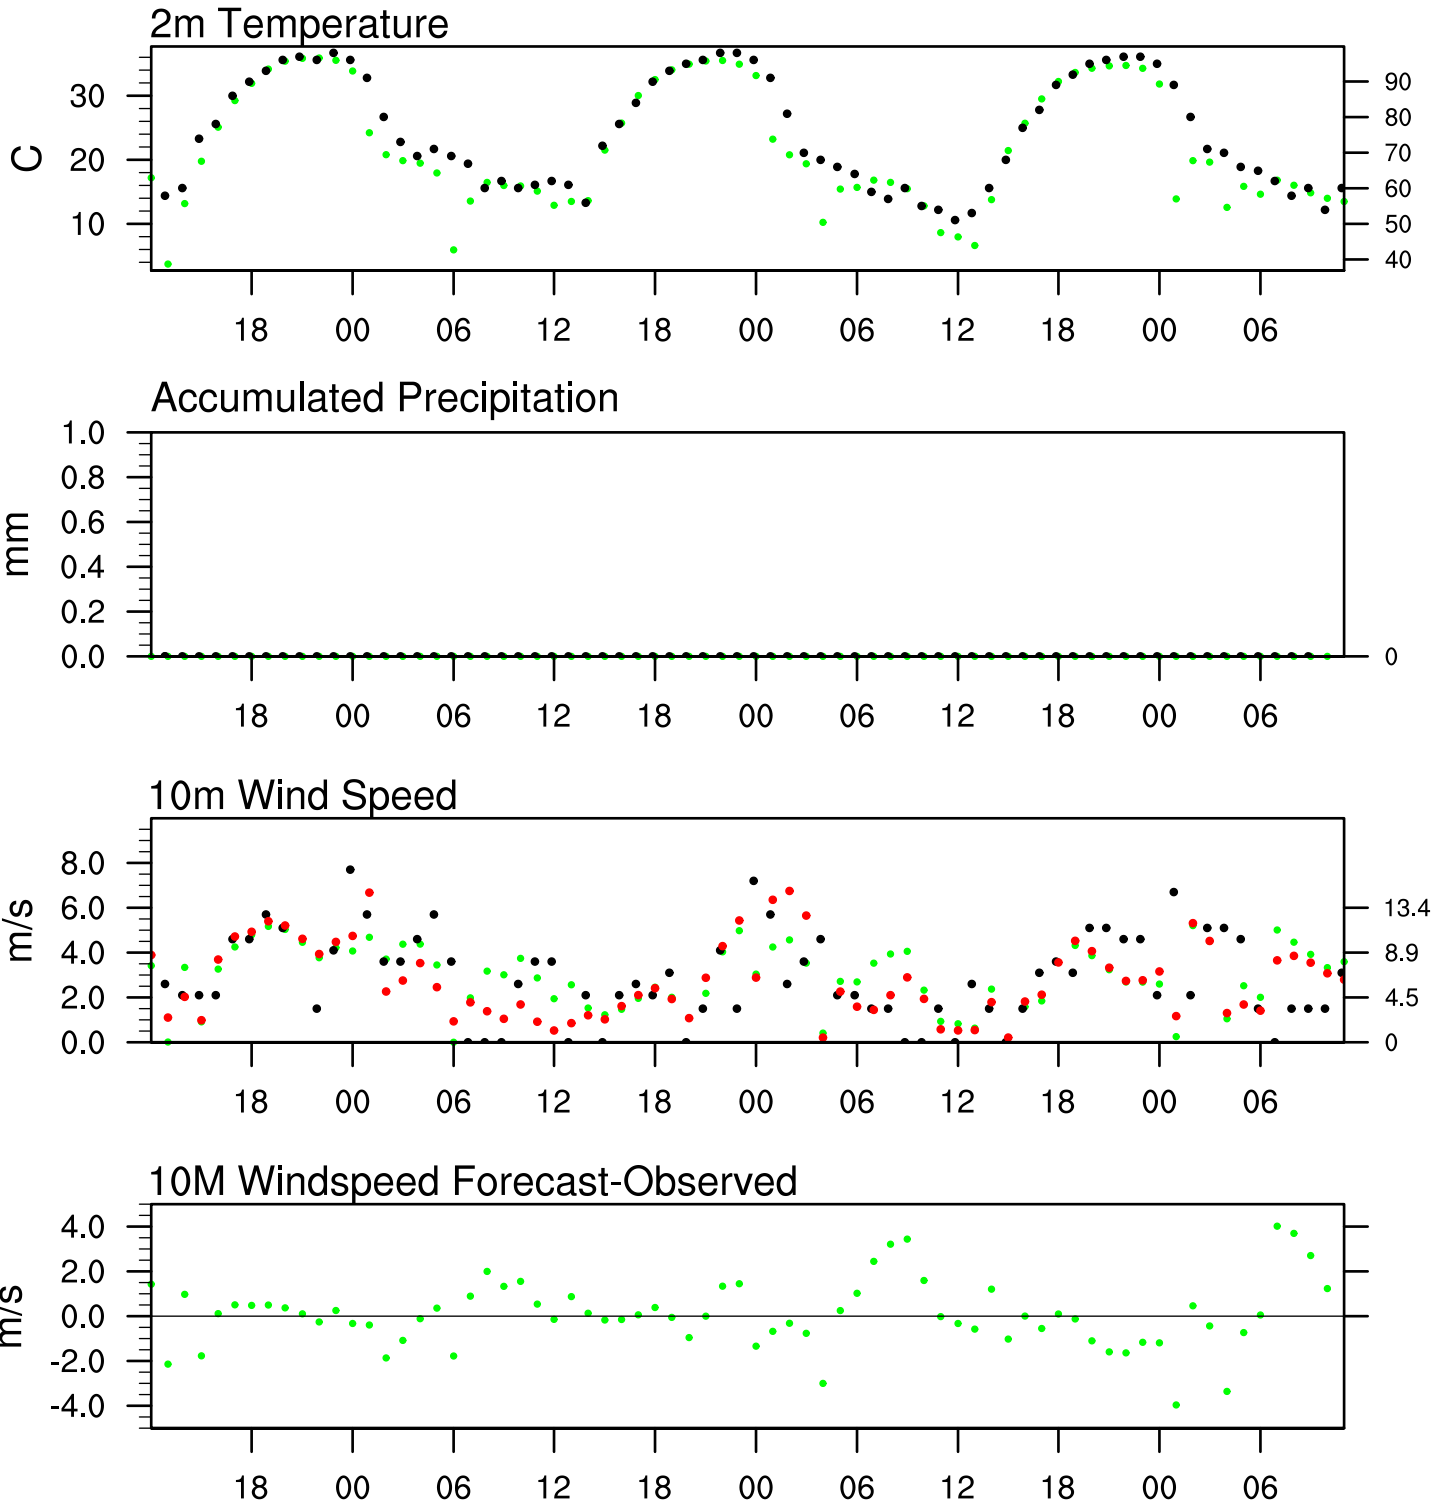 2m Temperature
C
30
20
10
90
80
70
60
50
40
18 00 06 12 18 00 06 12 18 00 06
Accumulated Precipitation
mm
1.0
0.8
0.6
0.4
0.2
0.0
0
18 00 06 12 18 00 06 12 18 00 06
10m Wind Speed
m/s
8.0
6.0
4.0
2.0
0.0
13.4
8.9
4.5
0
18 00 06 12 18 00 06 12 18 00 06
10M Windspeed Forecast-Observed
m/s
4.0
2.0
0.0
-2.0
-4.0
18 00 06 12 18 00 06 12 18 00 06